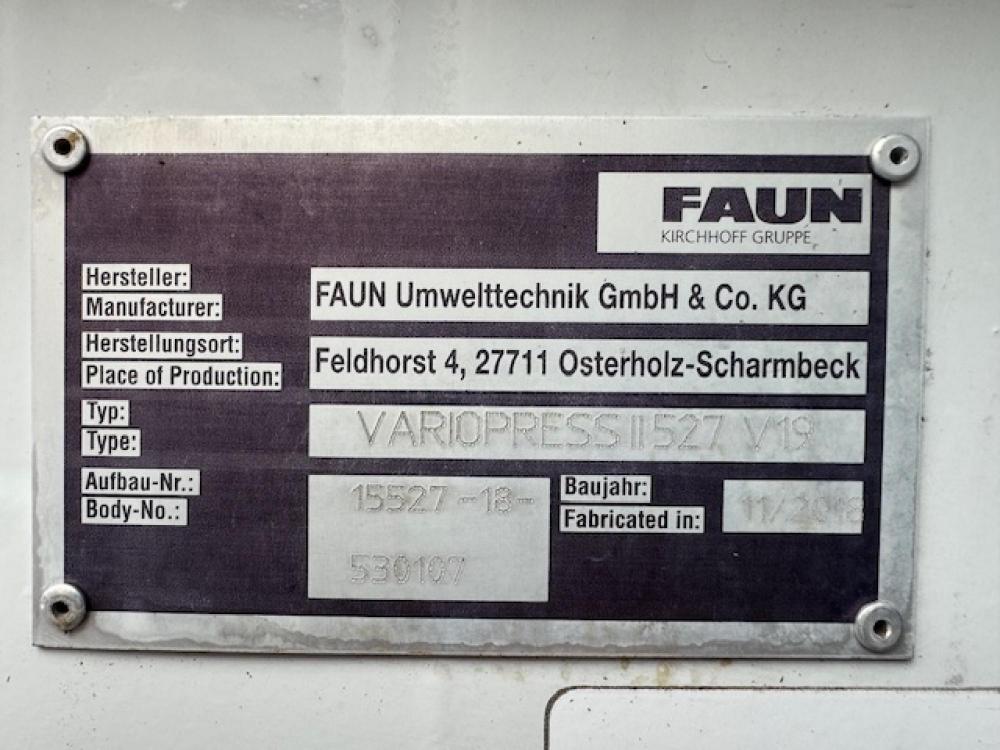 FAUN
KIRCHHOFF GRUPPE
Hersteller:
Manufacturer:
FAUN Umwelttechnik GmbH & Co. KG
Herstellungsort:
Place of Production:
Feldhorst 4, 27711 Osterholz-Scharmbeck
Typ:
Type:
VARIOPRESS II 527 V19
Aufbau-Nr.:
Body-No.:
15527-18-
530107
Baujahr:
Fabricated in:
11/2018